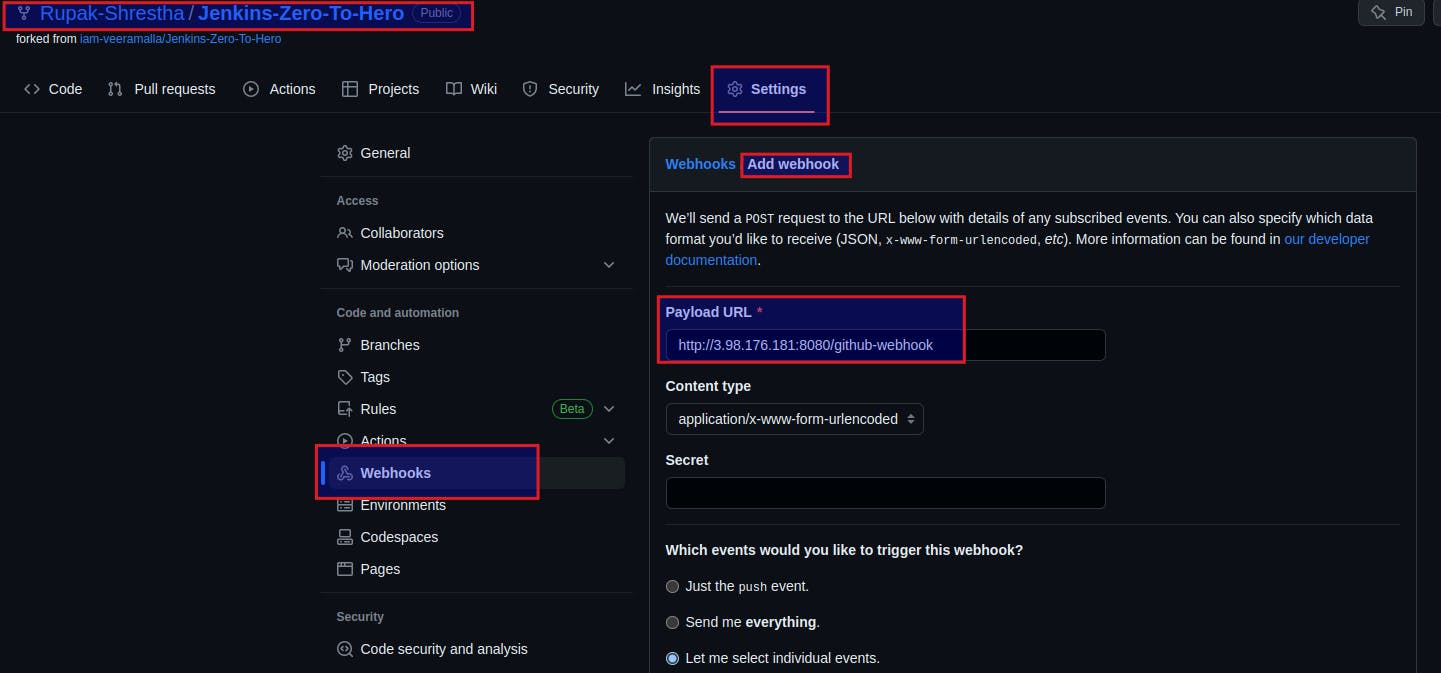 Rupak-Shrestha / Jenkins-Zero-To-Hero Public
Pin
forked from iam-veeramalla/Jenkins-Zero-To-Hero
Code Pull requests Actions Projects Wiki Security Insights Settings
General
Access
Collaborators
Moderation options
Code and automation
Branches
Tags
Rules Beta
Actions
Webhooks
Environments
Codespaces
Pages
Security
Code security and analysis
Webhooks Add webhook
We’ll send a POST request to the URL below with details of any subscribed events. You can also specify which data
format you’d like to receive (JSON, x-www-form-urlencoded, etc). More information can be found in our developer
documentation.
Payload URL *
http://3.98.176.181:8080/github-webhook
Content type
application/x-www-form-urlencoded
Secret
Which events would you like to trigger this webhook?
Just the push event.
Send me everything.
Let me select individual events.